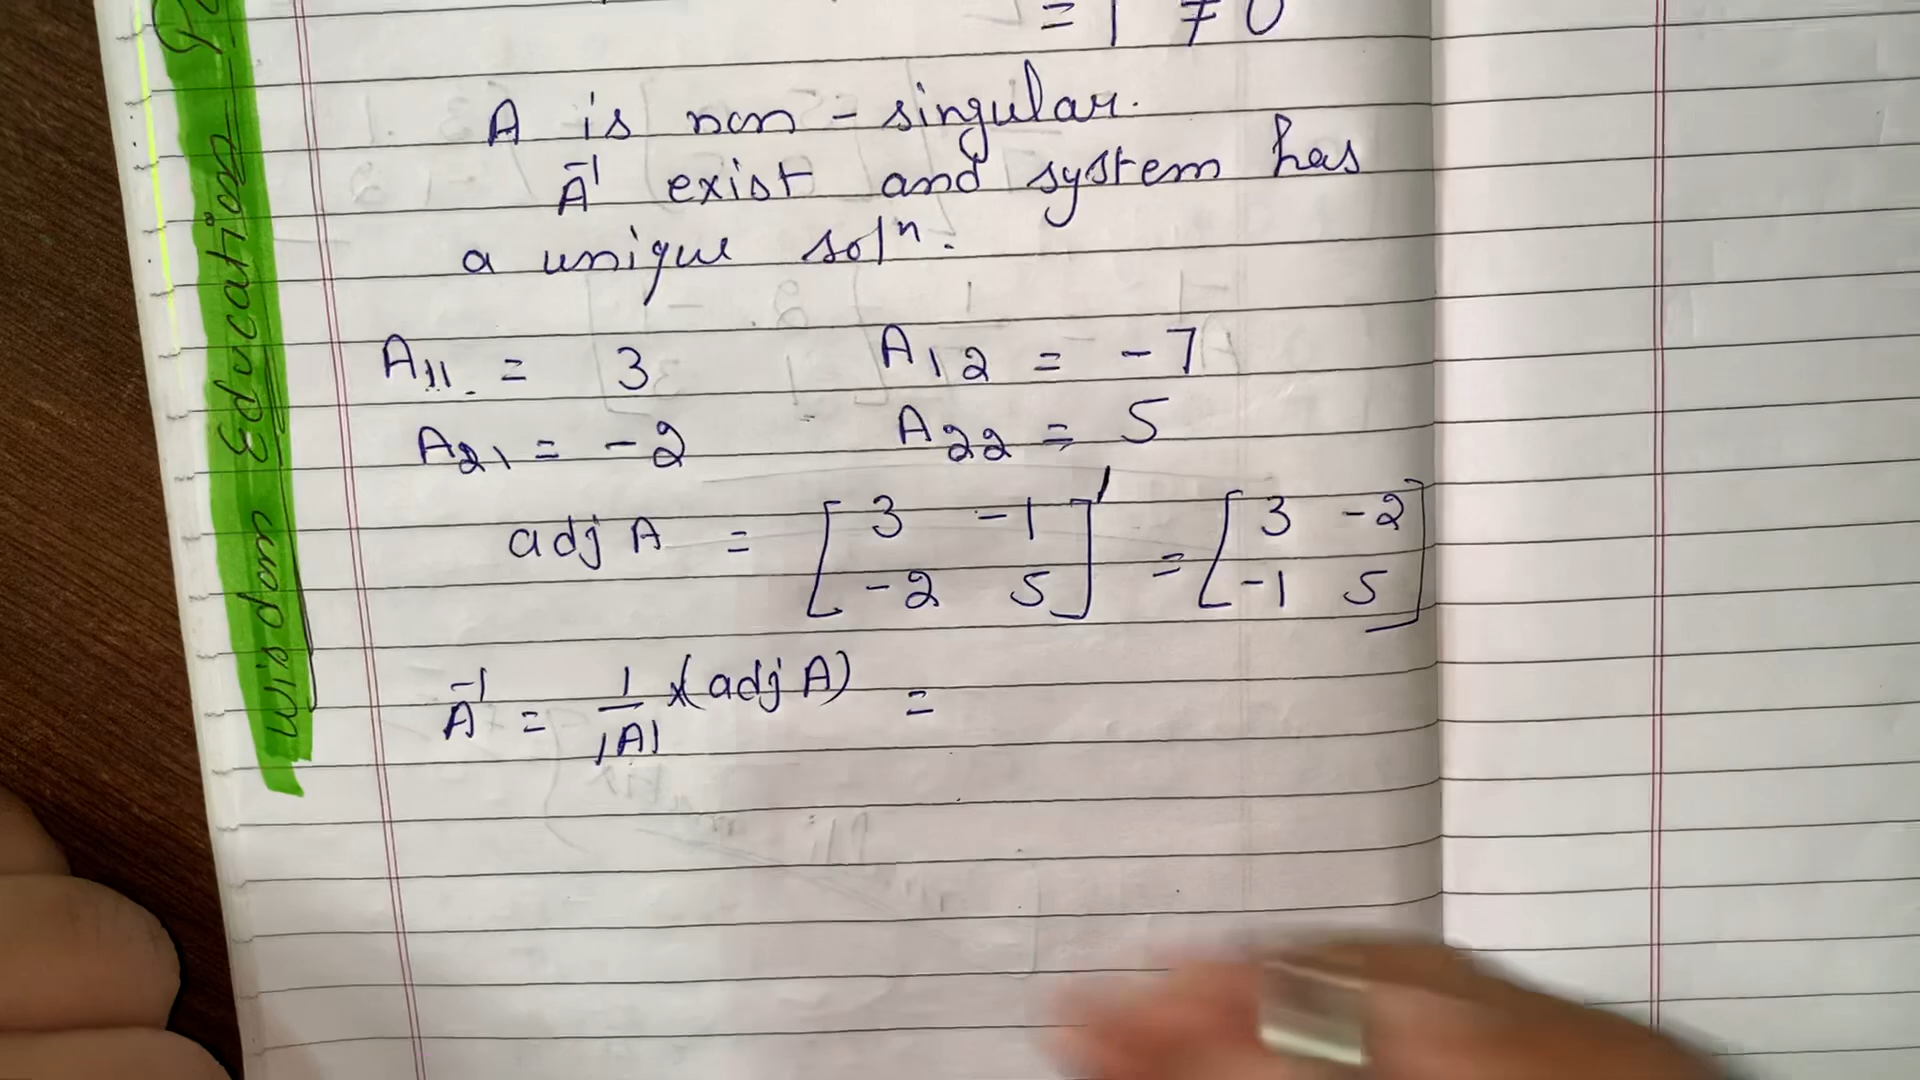 = 1 ≠ 0
A is non - singular.
A⁻¹ exist and system has
a unique solⁿ.
A₁₁ = 3 A₁₂ = -7
A₂₁ = -2 A₂₂ = 5
adj A = [3 -1 -2 5]' = [3 -2 -1 5]
A⁻¹ = 1/|A| × (adj A) =
Education